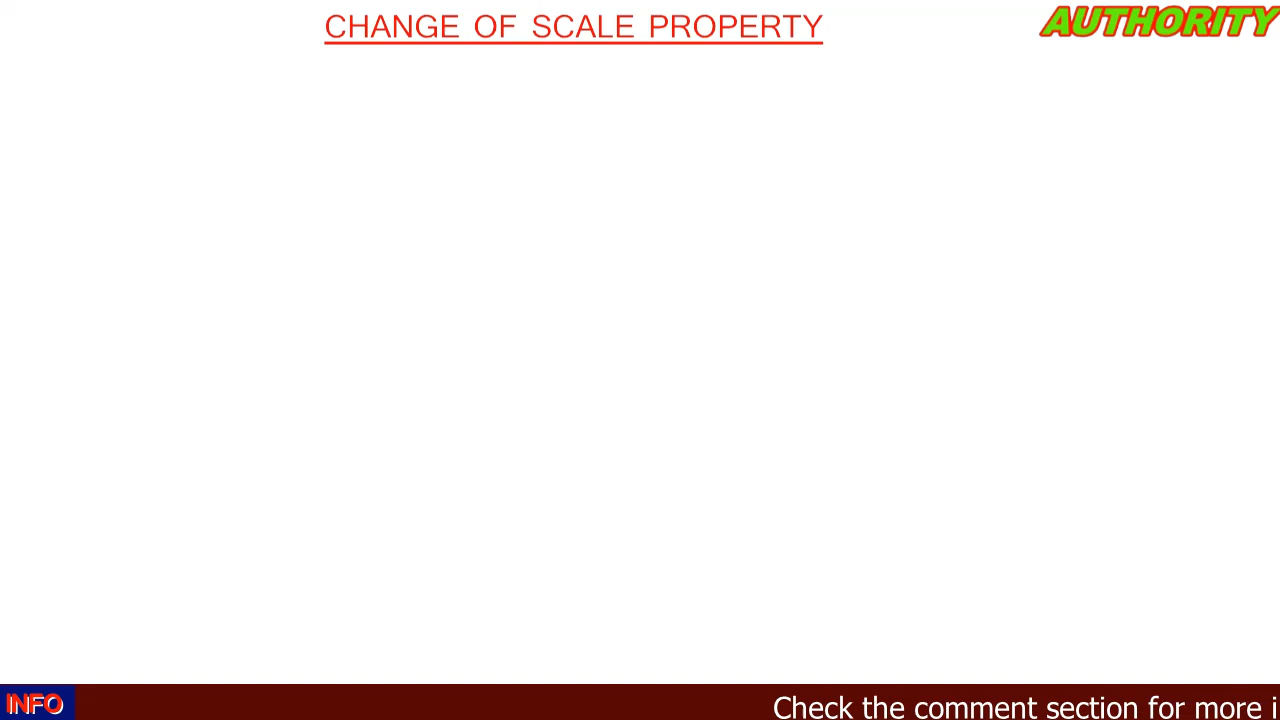 CHANGE OF SCALE PROPERTY
AUTHORITY
INFO
Check the comment section for more i